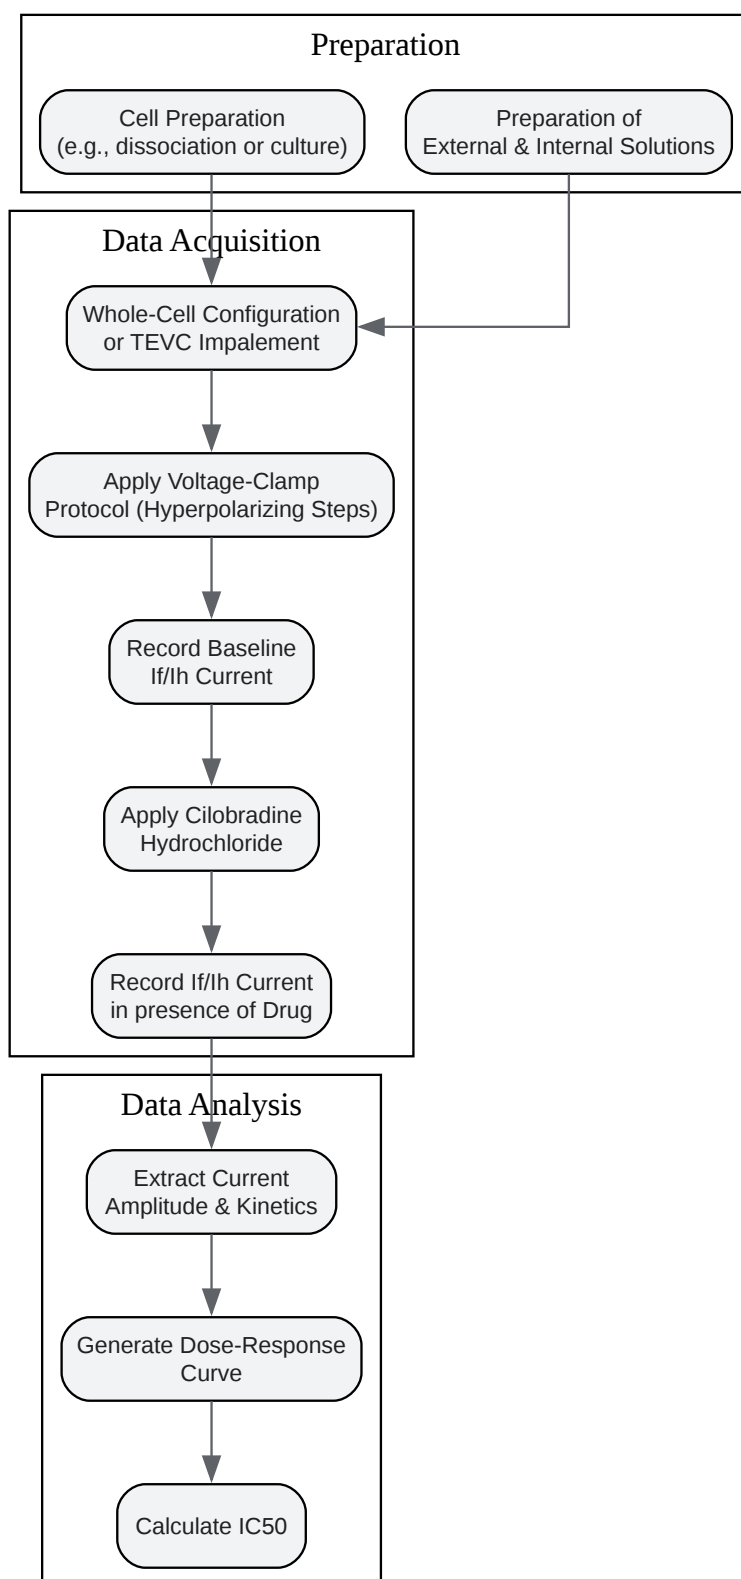 Preparation
Cell Preparation
(e.g., dissociation or culture)
Preparation of
External & Internal Solutions
Data Acquisition
Whole-Cell Configuration
or TEVC Impalement
Apply Voltage-Clamp
Protocol (Hyperpolarizing Steps)
Record Baseline
If/Ih Current
Apply Cilobradine
Hydrochloride
Record If/Ih Current
in presence of Drug
Data Analysis
Extract Current
Amplitude & Kinetics
Generate Dose-Response
Curve
Calculate IC50